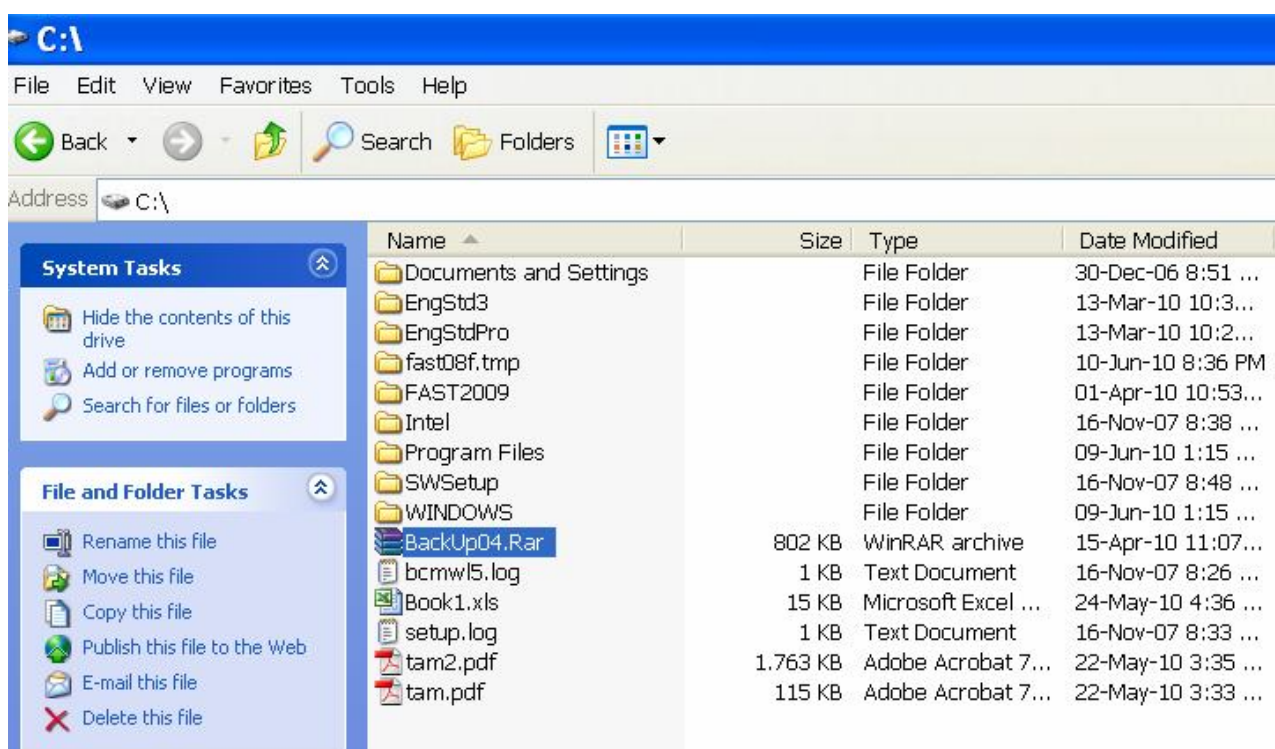 C:\
File Edit View Favorites Tools Help
Back Search Folders
Address C:\
System Tasks
Hide the contents of this
drive
Add or remove programs
Search for files or folders
File and Folder Tasks
Rename this file
Move this file
Copy this file
Publish this file to the Web
E-mail this file
Delete this file
Name Size Type Date Modified
Documents and Settings File Folder 30-Dec-06 8:51 ...
EngStd3 File Folder 13-Mar-10 10:3...
EngStdPro File Folder 13-Mar-10 10:2...
fast08f.tmp File Folder 10-Jun-10 8:36 PM
FAST2009 File Folder 01-Apr-10 10:53...
Intel File Folder 16-Nov-07 8:38 ...
Program Files File Folder 09-Jun-10 1:15 ...
SWSetup File Folder 16-Nov-07 8:48 ...
WINDOWS File Folder 09-Jun-10 1:15 ...
BackUp04.Rar 802 KB WinRAR archive 15-Apr-10 11:07...
bcmwl5.log 1 KB Text Document 16-Nov-07 8:26 ...
Book1.xls 15 KB Microsoft Excel ... 24-May-10 4:36 ...
setup.log 1 KB Text Document 16-Nov-07 8:33 ...
tam2.pdf 1.763 KB Adobe Acrobat 7... 22-May-10 3:35 ...
tam.pdf 115 KB Adobe Acrobat 7... 22-May-10 3:33 ...